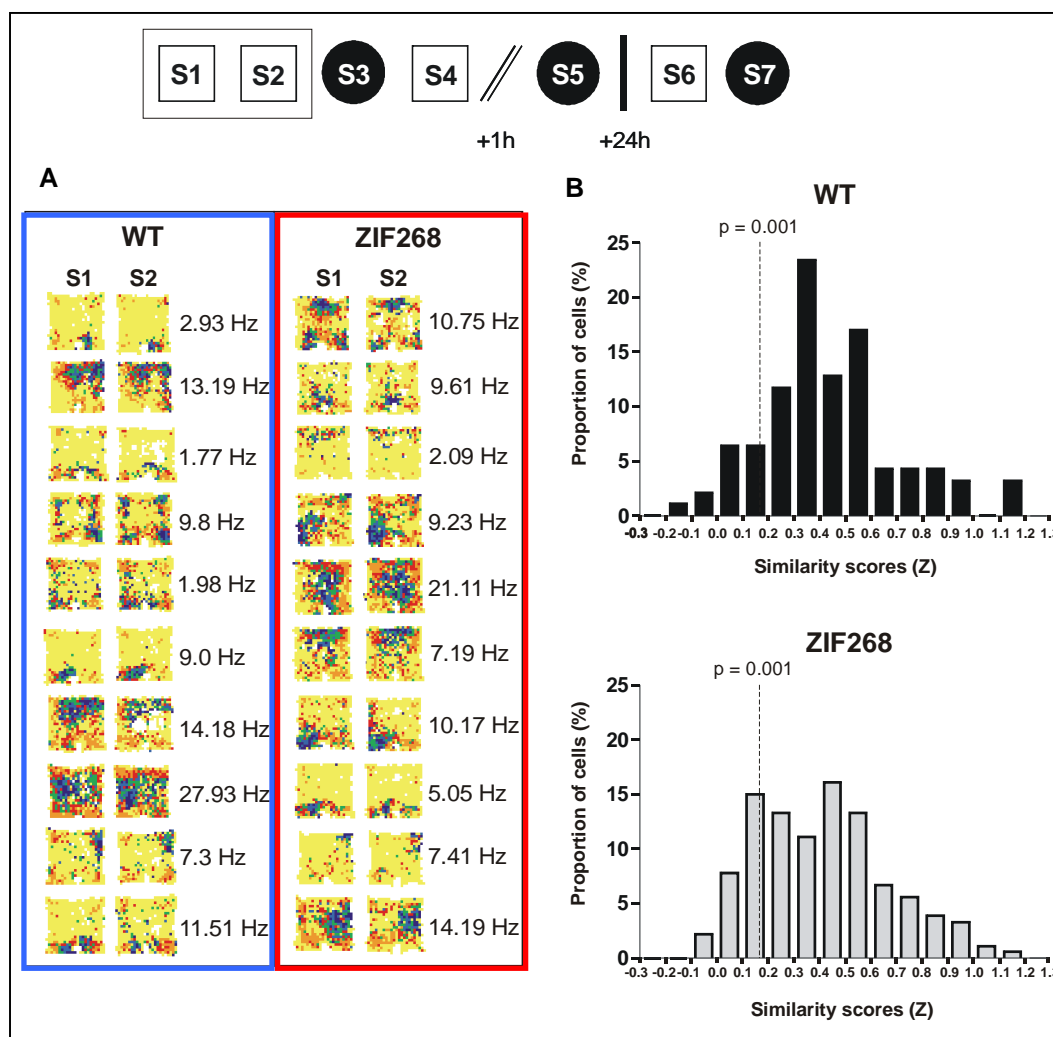 S1 S2 S3 S4 S5 S6 S7
+1h +24h
A
WT ZIF268
S1 S2 S1 S2
2.93 Hz 10.75 Hz
13.19 Hz 9.61 Hz
1.77 Hz 2.09 Hz
9.8 Hz 9.23 Hz
1.98 Hz 21.11 Hz
9.0 Hz 7.19 Hz
14.18 Hz 10.17 Hz
27.93 Hz 5.05 Hz
7.3 Hz 7.41 Hz
11.51 Hz 14.19 Hz
B
WT
p = 0.001
Proportion of cells (%)
25
20
15
10
5
0
-0.3 -0.2 -0.1 0.0 0.1 0.2 0.3 0.4 0.5 0.6 0.7 0.8 0.9 1.0 1.1 1.2
Similarity scores (Z)
ZIF268
p = 0.001
Proportion of cells (%)
25
20
15
10
5
0
-0.3 -0.2 -0.1 0.0 0.1 0.2 0.3 0.4 0.5 0.6 0.7 0.8 0.9 1.0 1.1 1.2
Similarity scores (Z)